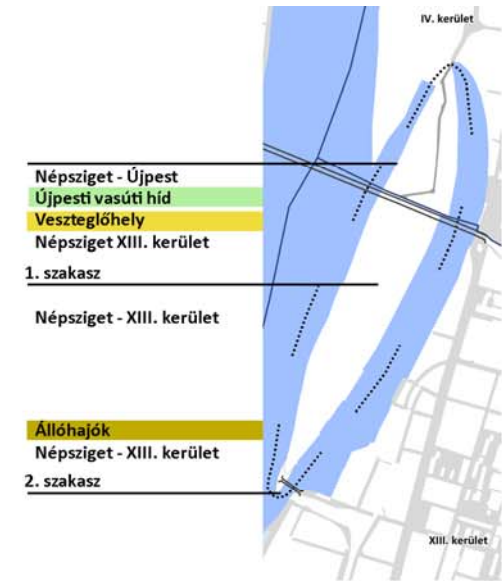 IV. kerület
Népsziget - Újpest
Újpesti vasúti híd
Veszteglőhely
Népsziget XIII. kerület
1. szakasz
Népsziget - XIII. kerület
Állóhajók
Népsziget - XIII. kerület
2. szakasz
XIII. kerület